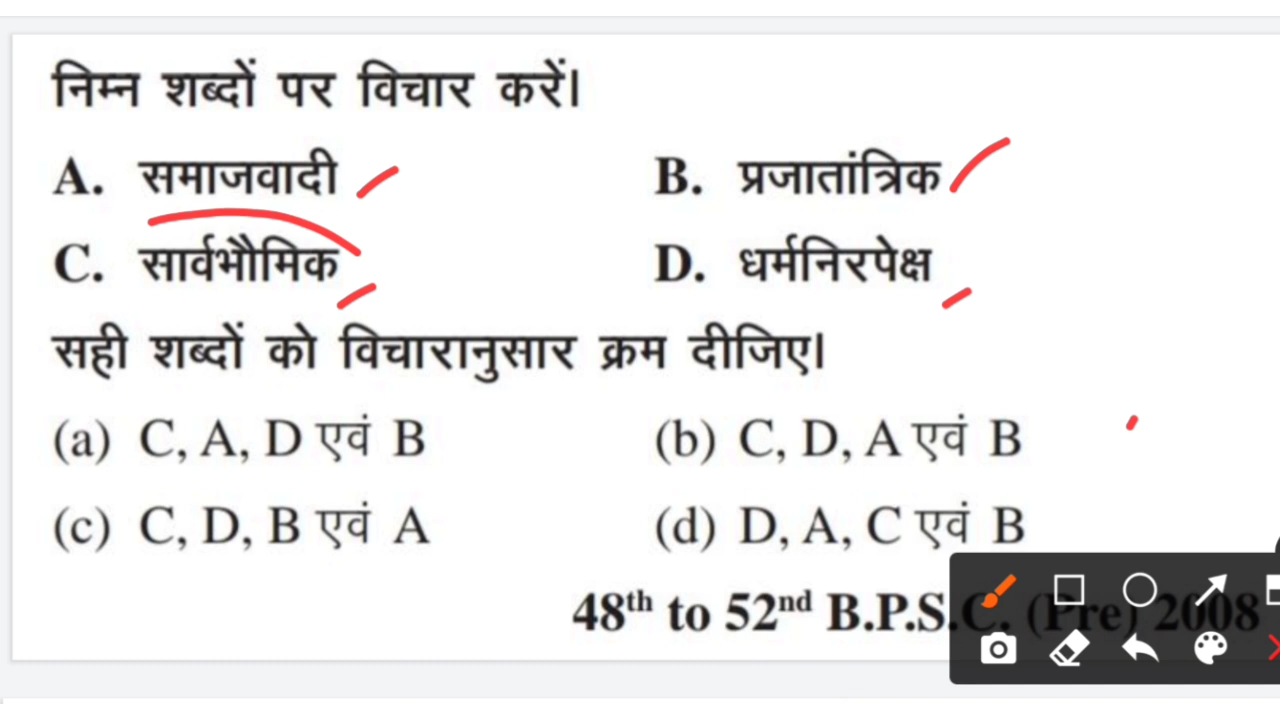 निम्न शब्दों पर विचार करें।
A. समाजवादी B. प्रजातांत्रिक
C. सार्वभौमिक D. धर्मनिरपेक्ष
सही शब्दों को विचारानुसार क्रम दीजिए।
(a) C, A, D एवं B (b) C, D, A एवं B
(c) C, D, B एवं A (d) D, A, C एवं B
48th to 52nd B.P.S.C. (Pre) 2008